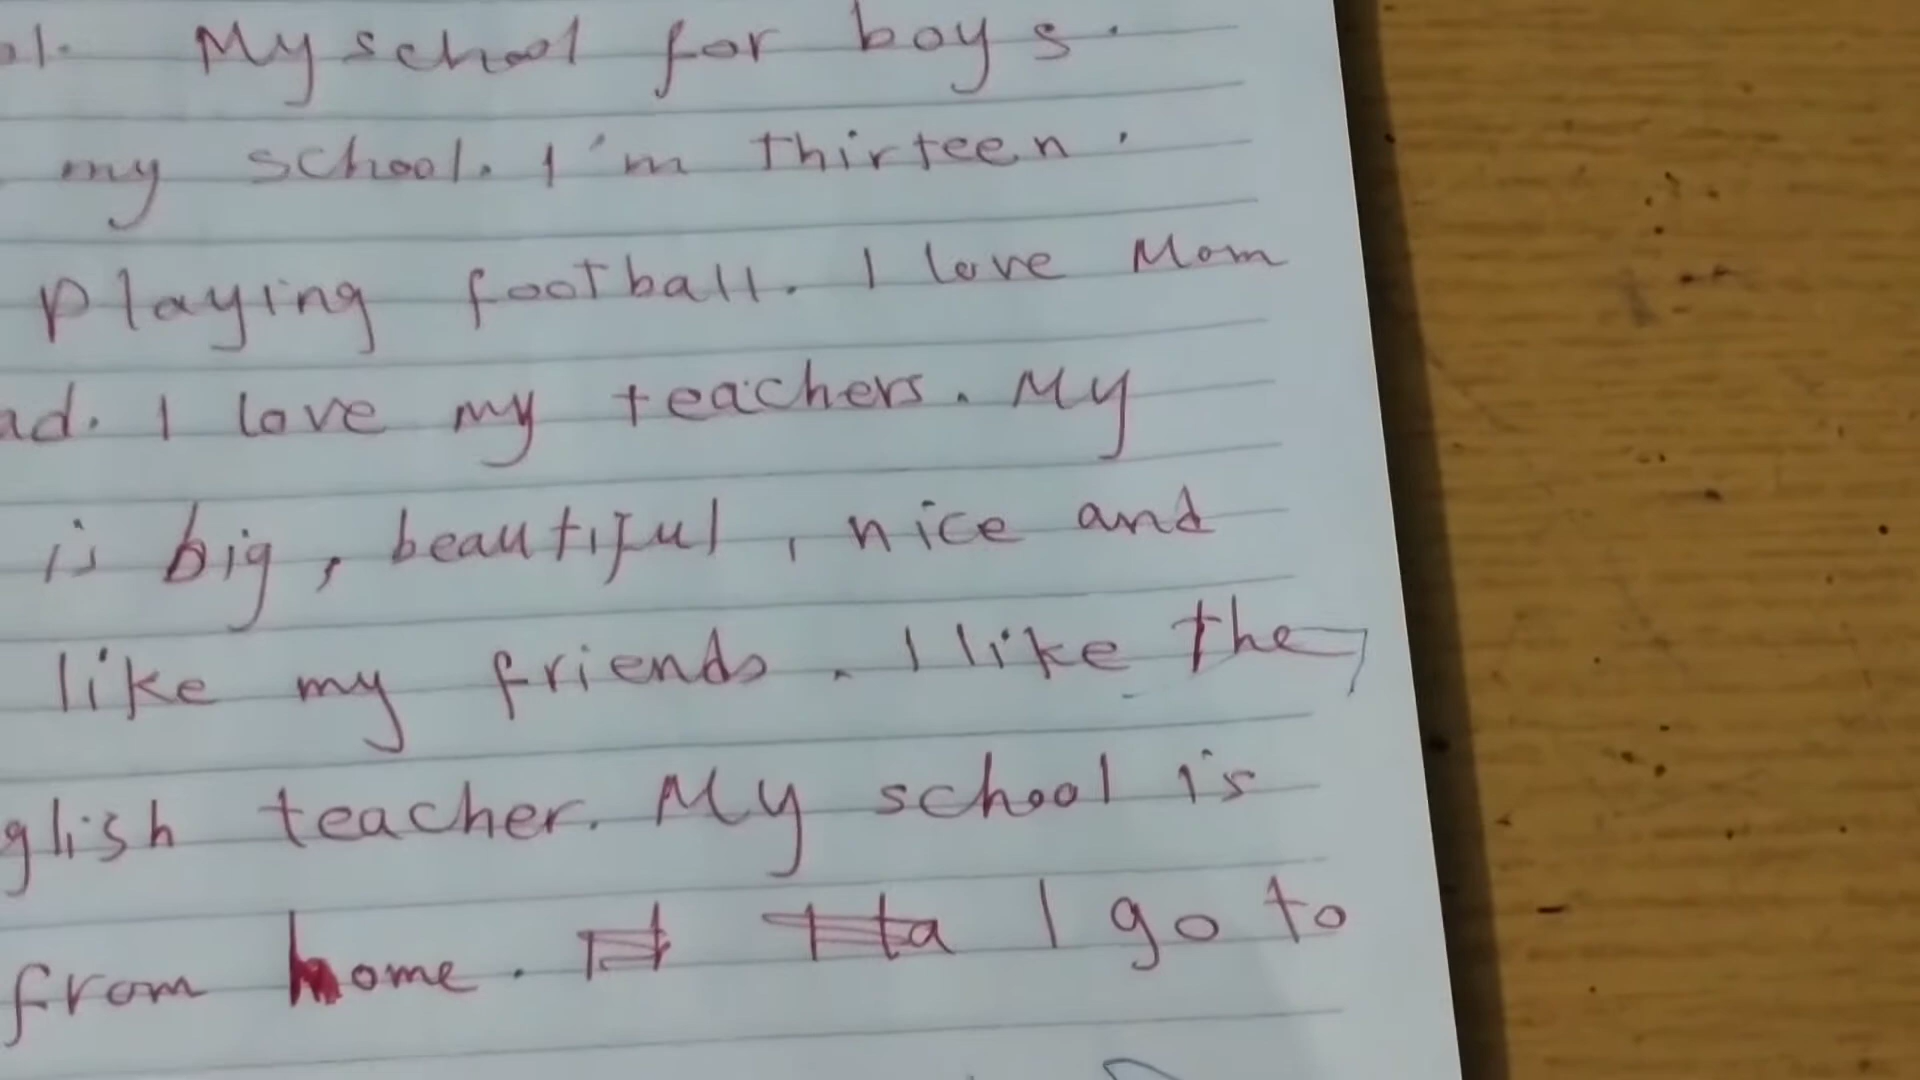 ol. My school for boys.
my school. I'm thirteen.
playing football. I love Mom
ad. I love my teachers. My
is big, beautiful, nice and
like my friends. I like the
glish teacher. My school is
from home. I go to